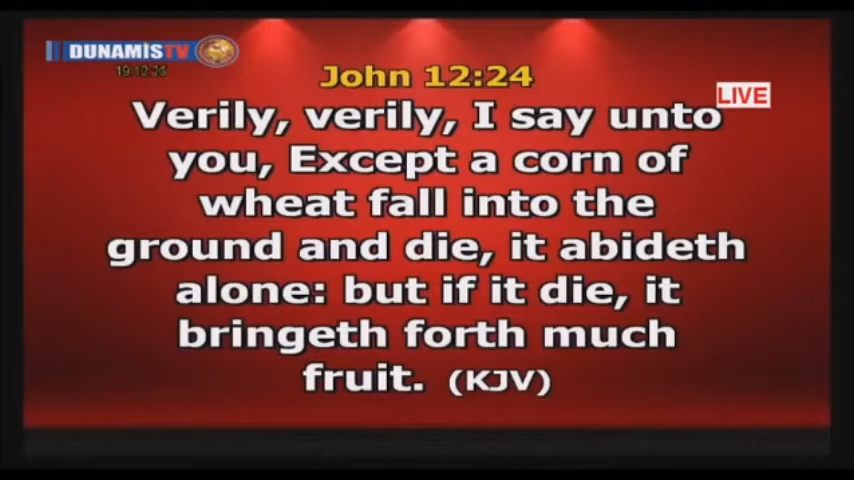 DUNAMIS TV
John 12:24
LIVE
Verily, verily, I say unto
you, Except a corn of
wheat fall into the
ground and die, it abideth
alone: but if it die, it
bringeth forth much
fruit. (KJV)